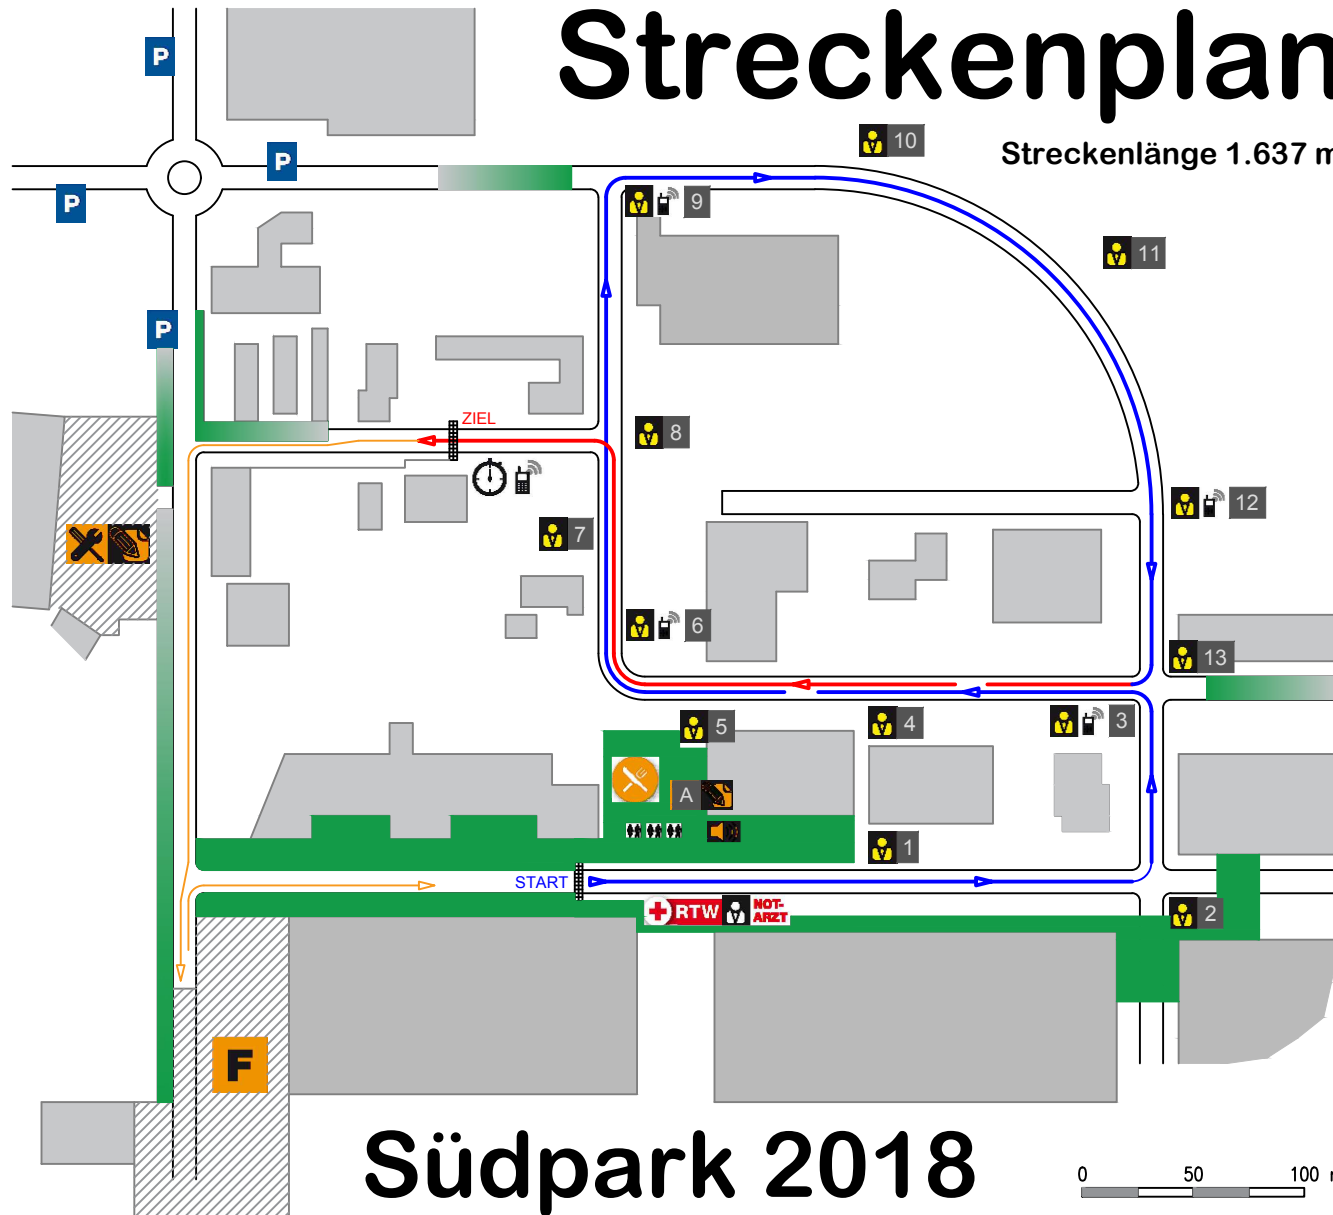 Streckenplan
Streckenlänge 1.637 m
P
P
P
P
10
9
11
ZIEL
8
7
12
6
13
5
4
3
A
1
START
RTW
NOT-
ARZT
2
F
Südpark 2018
0 50 100